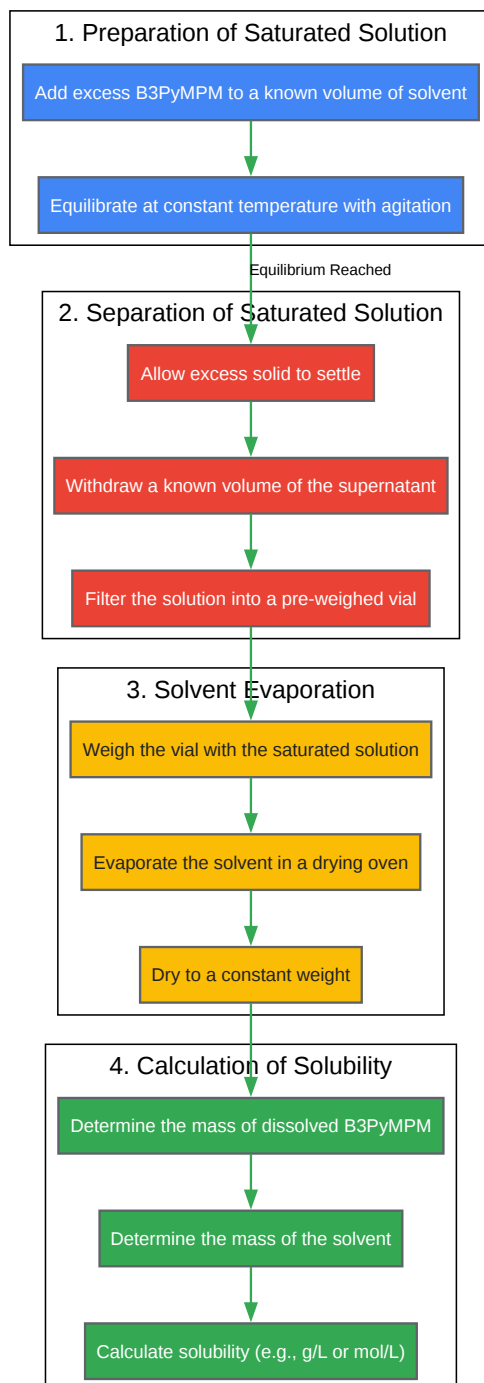 1. Preparation of Saturated Solution
Add excess B3PyMPM to a known volume of solvent
Equilibrate at constant temperature with agitation
Equilibrium Reached
2. Separation of Saturated Solution
Allow excess solid to settle
Withdraw a known volume of the supernatant
Filter the solution into a pre-weighed vial
3. Solvent Evaporation
Weigh the vial with the saturated solution
Evaporate the solvent in a drying oven
Dry to a constant weight
4. Calculation of Solubility
Determine the mass of dissolved B3PyMPM
Determine the mass of the solvent
Calculate solubility (e.g., g/L or mol/L)